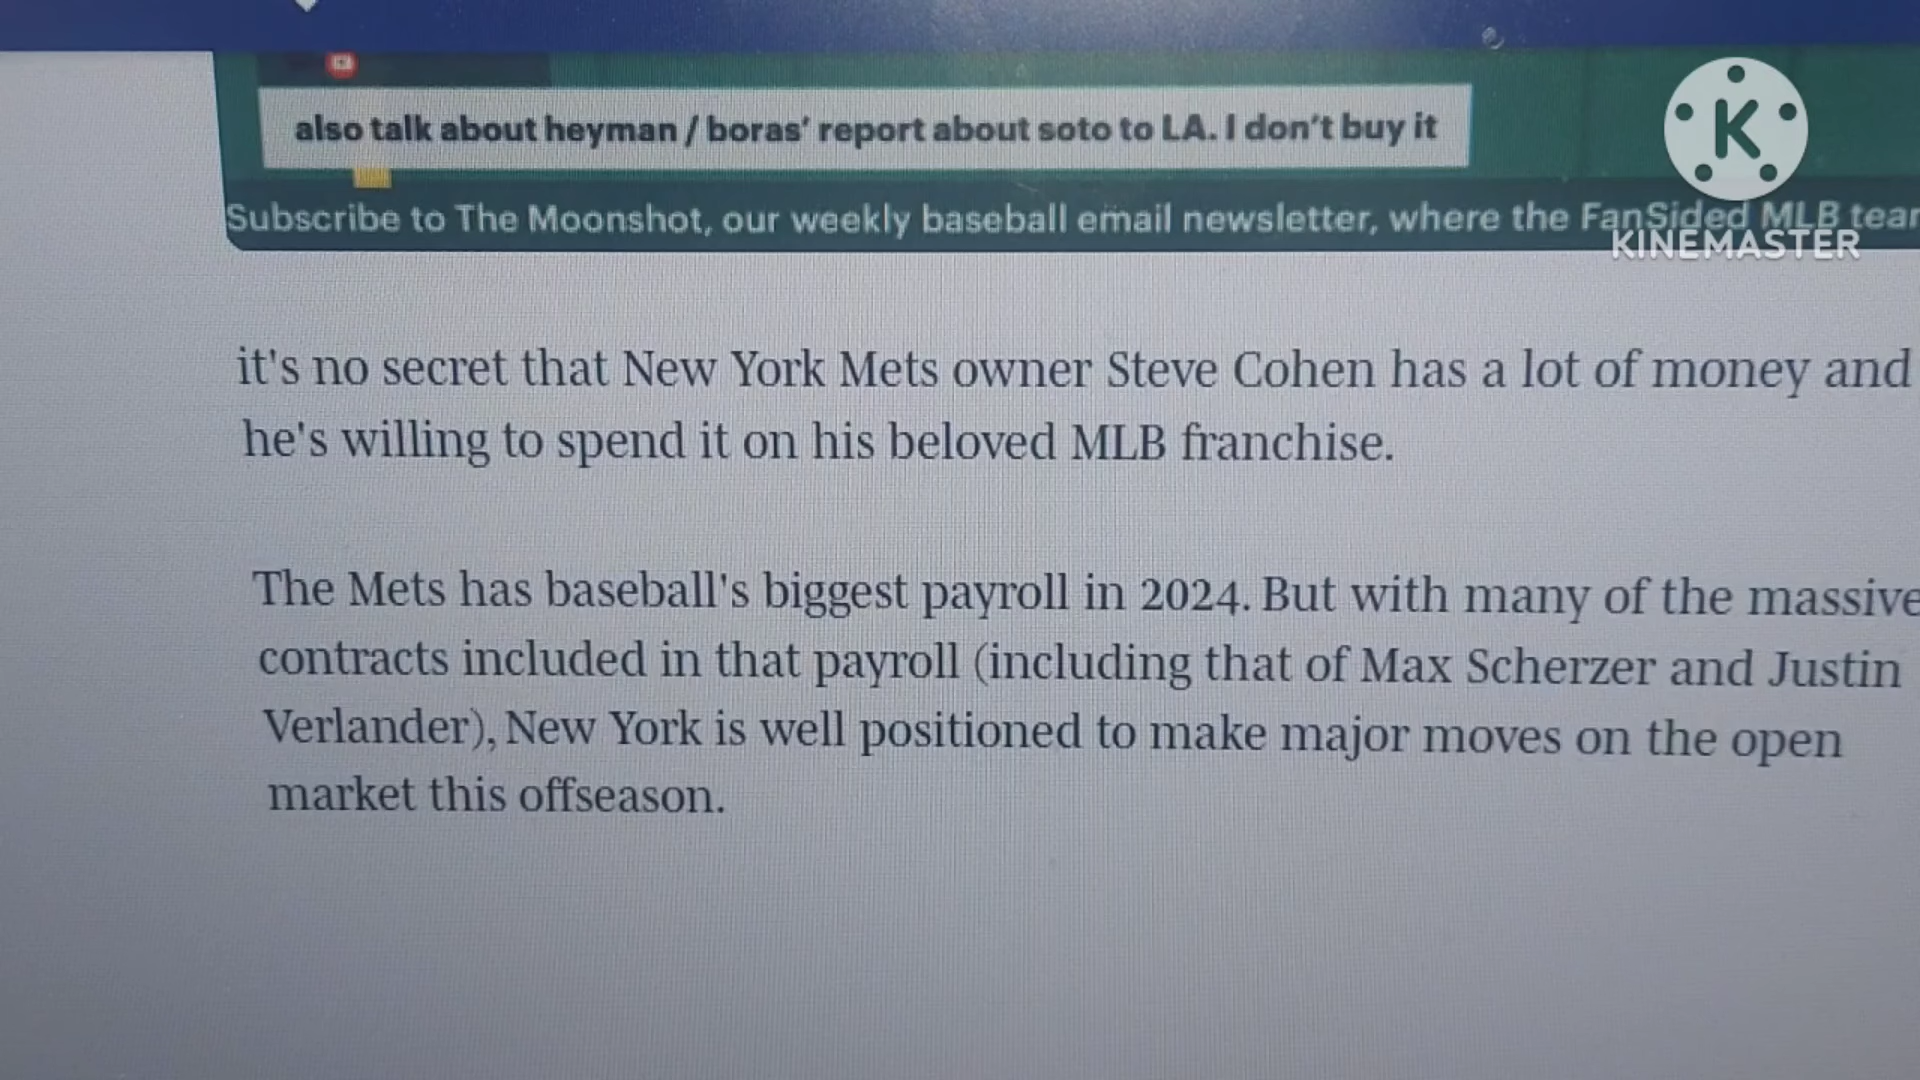 also talk about heyman / boras' report about soto to LA. I don't buy it
Subscribe to The Moonshot, our weekly baseball email newsletter, where the FanSided MLB
K
KINEMASTER
it's no secret that New York Mets owner Steve Cohen has a lot of money and
he's willing to spend it on his beloved MLB franchise.
The Mets has baseball's biggest payroll in 2024. But with many of the massive
contracts included in that payroll (including that of Max Scherzer and Justin
Verlander), New York is well positioned to make major moves on the open
market this offseason.